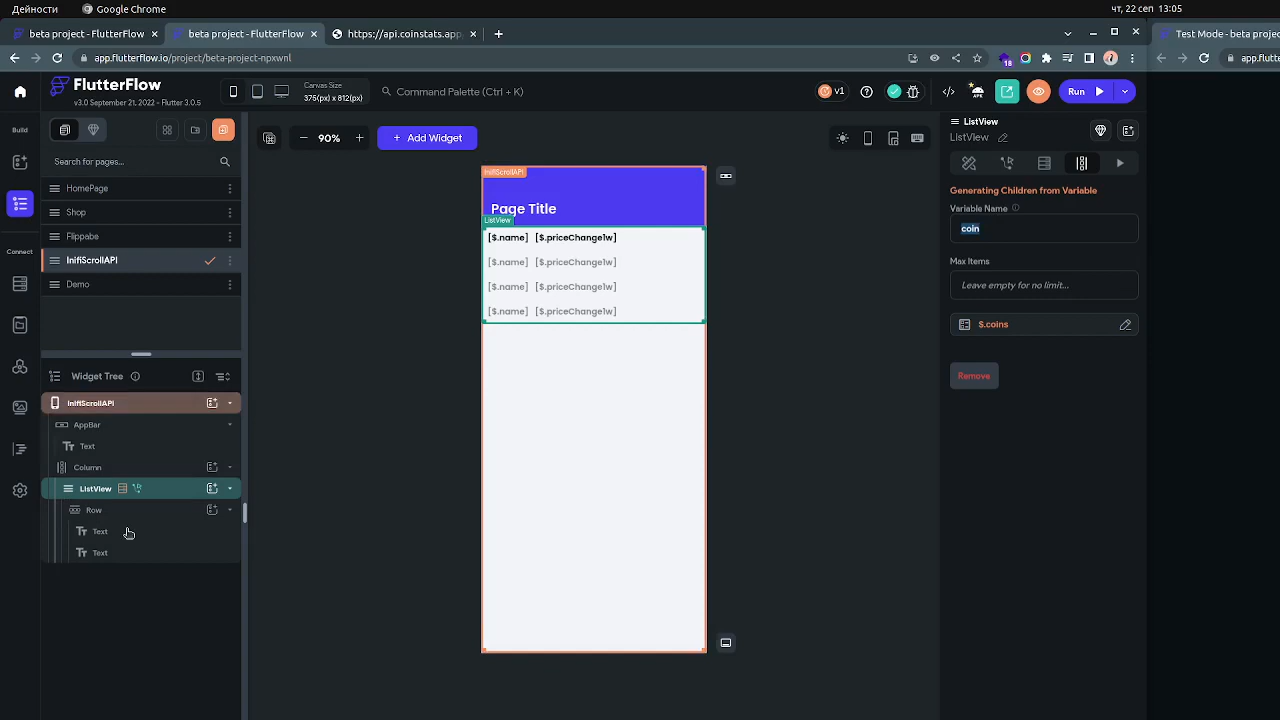 Дейности
Google Chrome
чт, 22 сеп 13:05
beta project - FlutterFlow
beta project - FlutterFlow
https://api.coinstats.app
Test Mode - beta proje
app.flutterflow.io/project/beta-project-npxwnl
18
app.flutte
FlutterFlow
v3.0 September 21. 2022 - Flutter 3.0.5
Canvas Size
375(px) x 812(px)
Command Palette (Ctrl + K)
v1
Run
Build
Connect
Search for pages...
HomePage
Shop
Flippabe
InifiScrollAPI
Demo
Widget Tree
InifiScrollAPI
AppBar
Text
Column
ListView
Row
Text
Text
90%
+ Add Widget
InifiScrollAPI
Page Title
ListView
[$.name] [$.priceChange1w]
[$.name] [$.priceChange1w]
[$.name] [$.priceChange1w]
[$.name] [$.priceChange1w]
ListView
ListView
Generating Children from Variable
Variable Name
coin
Max Items
Leave empty for no limit...
$.coins
Remove